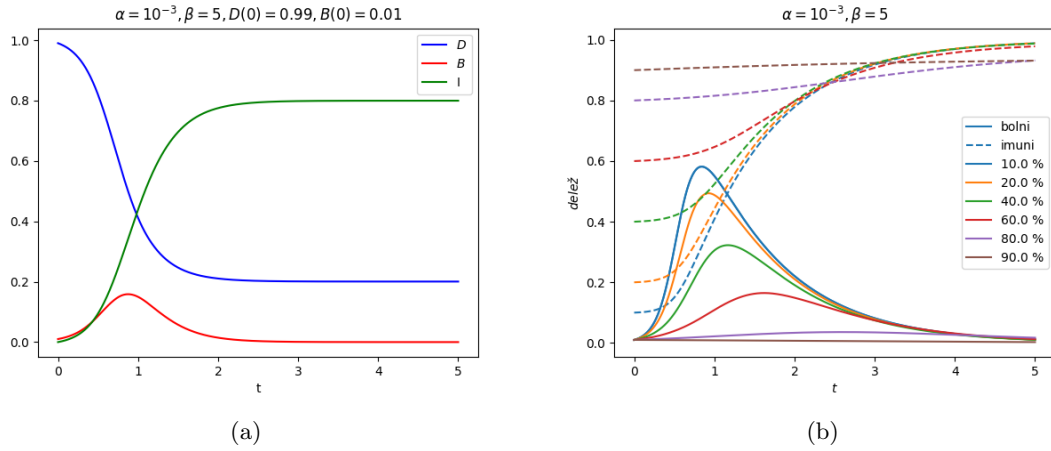 α = 10⁻³, β = 5, D(0) = 0.99, B(0) = 0.01
1.0
0.8
0.6
0.4
0.2
0.0
D
B
I
0 1 2 3 4 5
t
(a)
α = 10⁻³, β = 5
delež
1.0
0.8
0.6
0.4
0.2
0.0
bolni
imuni
10.0 %
20.0 %
40.0 %
60.0 %
80.0 %
90.0 %
0 1 2 3 4 5
t
(b)